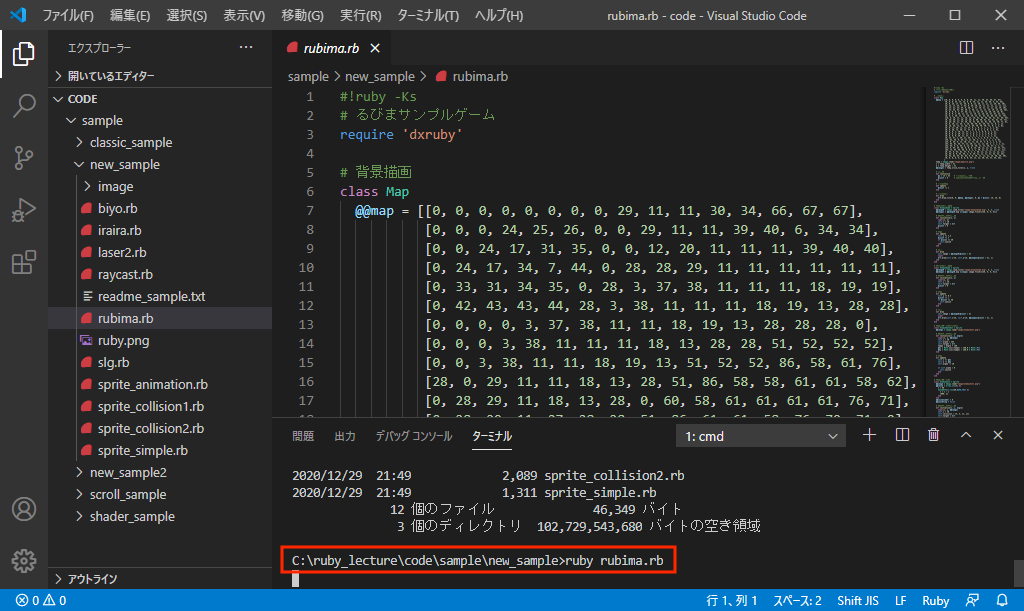 ファイル(F) 編集(E) 選択(S) 表示(V) 移動(G) 実行(R) ターミナル(T) ヘルプ(H) rubima.rb - code - Visual Studio Code
エクスプローラー ···
開いているエディター
CODE
sample
classic_sample
new_sample
image
biyo.rb
iraira.rb
laser2.rb
raycast.rb
readme_sample.txt
rubima.rb
ruby.png
slg.rb
sprite_animation.rb
sprite_collision1.rb
sprite_collision2.rb
sprite_simple.rb
new_sample2
scroll_sample
shader_sample
アウトライン
rubima.rb
sample > new_sample > rubima.rb
1 #!ruby -Ks
2 # るびまサンプルゲーム
3 require 'dxruby'
4
5 # 背景描画
6 class Map
7 @@map = [[0, 0, 0, 0, 0, 0, 0, 0, 29, 11, 11, 30, 34, 66, 67, 67],
8 [0, 0, 0, 24, 25, 26, 0, 0, 29, 11, 11, 39, 40, 6, 34, 34],
9 [0, 0, 24, 17, 31, 35, 0, 0, 12, 20, 11, 11, 11, 39, 40, 40],
10 [0, 24, 17, 34, 7, 44, 0, 28, 28, 29, 11, 11, 11, 11, 11, 11],
11 [0, 33, 31, 34, 35, 0, 28, 3, 37, 38, 11, 11, 11, 18, 19, 19],
12 [0, 42, 43, 43, 44, 28, 3, 38, 11, 11, 11, 18, 19, 13, 28, 28],
13 [0, 0, 0, 0, 3, 37, 38, 11, 11, 18, 19, 13, 28, 28, 28, 0],
14 [0, 0, 0, 3, 38, 11, 11, 11, 18, 13, 28, 28, 51, 52, 52, 52],
15 [0, 0, 3, 38, 11, 11, 18, 19, 13, 51, 52, 52, 86, 58, 61, 76],
16 [28, 0, 29, 11, 11, 18, 13, 28, 51, 86, 58, 58, 61, 61, 58, 62],
17 [0, 28, 29, 11, 18, 13, 28, 0, 60, 58, 61, 61, 61, 61, 76, 71],
問題 出力 デバッグ コンソール ターミナル 1: cmd
2020/12/29 21:49 2,089 sprite_collision2.rb
2020/12/29 21:49 1,311 sprite_simple.rb
12 個のファイル 46,349 バイト
3 個のディレクトリ 102,729,543,680 バイトの空き領域
C:\ruby_lecture\code\sample\new_sample>ruby rubima.rb
0 0 行 1、列 1 スペース: 2 Shift JIS LF Ruby